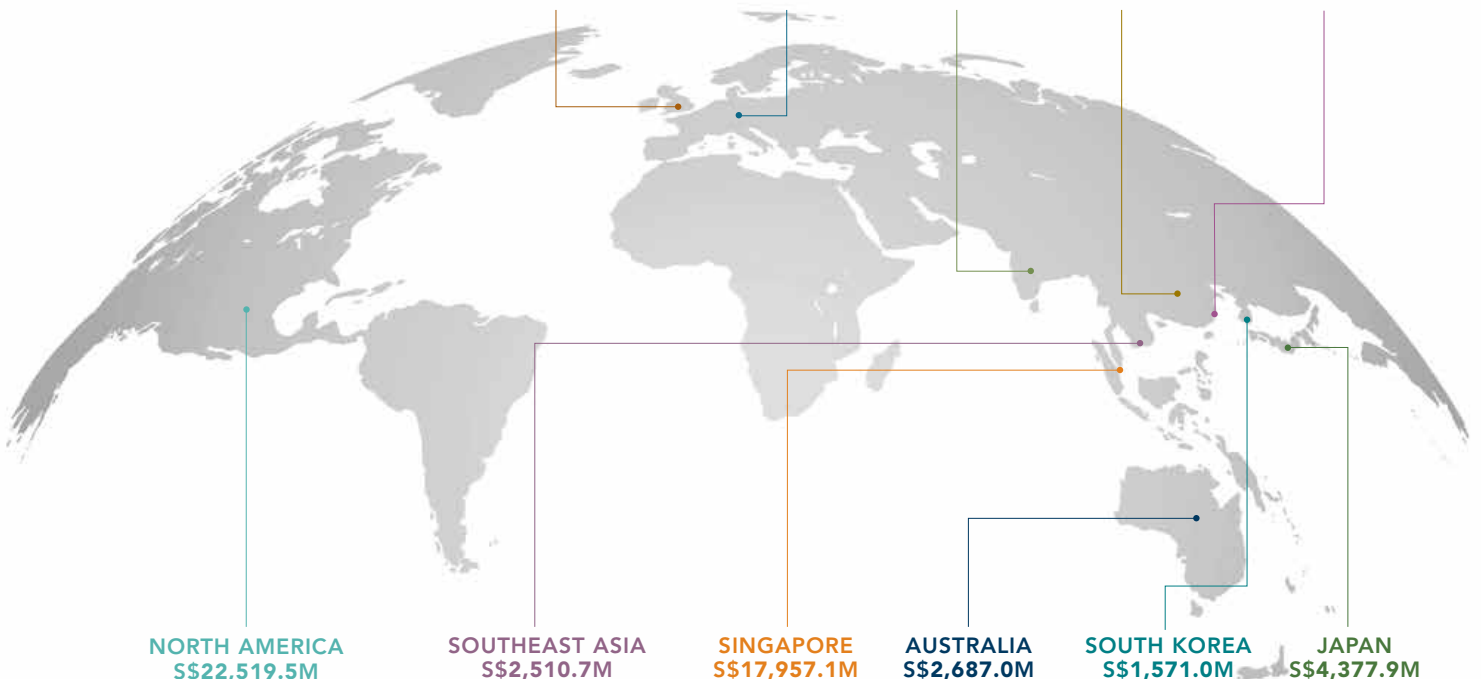 NORTH AMERICA
S$22,519.5M
SOUTHEAST ASIA
S$2,510.7M
SINGAPORE
S$17,957.1M
AUSTRALIA
S$2,687.0M
SOUTH KOREA
S$1,571.0M
JAPAN
S$4,377.9M